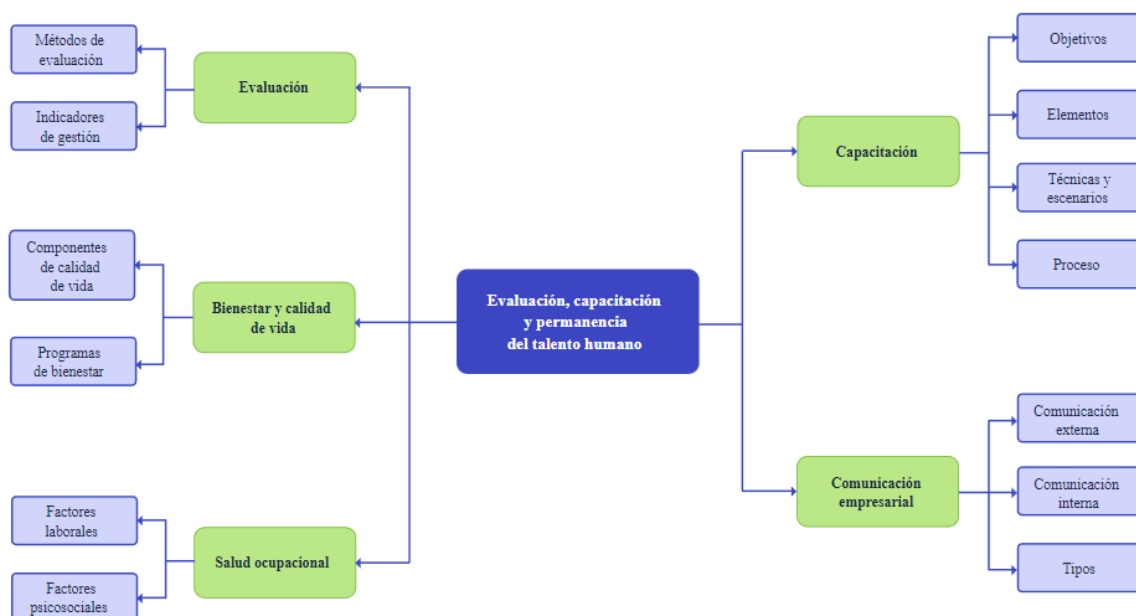 Métodos de
evaluación
Indicadores
de gestión
Evaluación
Componentes
de calidad
de vida
Programas
de bienestar
Bienestar y calidad
de vida
Factores
laborales
Factores
psicosociales
Salud ocupacional
Evaluación, capacitación
y permanencia
del talento humano
Capacitación
Objetivos
Elementos
Técnicas y
escenarios
Proceso
Comunicación
empresarial
Comunicación
externa
Comunicación
interna
Tipos